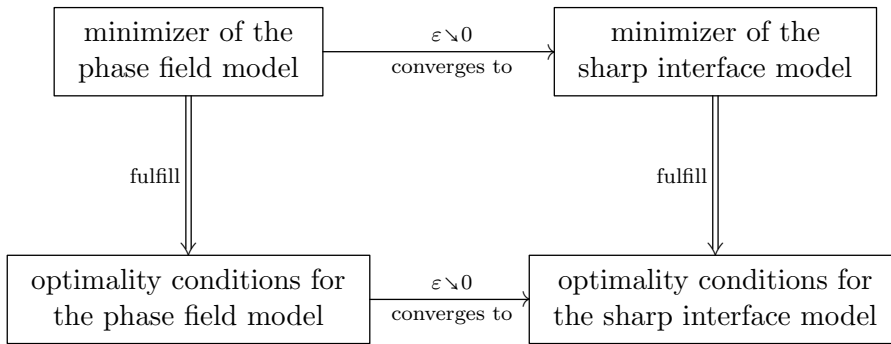 minimizer of the
phase field model
ε↘0
converges to
minimizer of the
sharp interface model
fulfill
fulfill
optimality conditions for
the phase field model
ε↘0
converges to
optimality conditions for
the sharp interface model